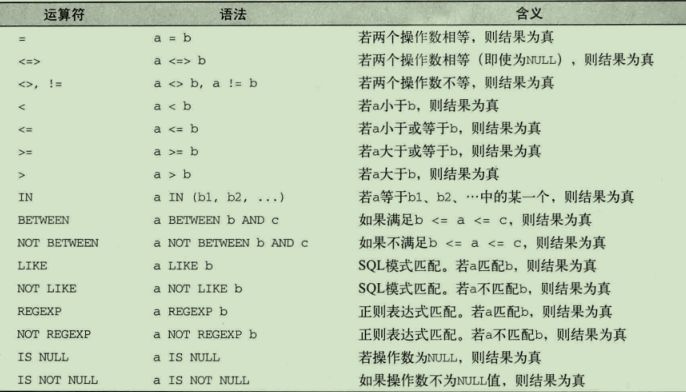 运算符 语法 含义
= a = b 若两个操作数相等，则结果为真
<=> a <=> b 若两个操作数相等（即使为NULL），则结果为真
<>, != a <> b, a != b 若两个操作数不等，则结果为真
< a < b 若a小于b，则结果为真
<= a <= b 若a小于或等于b，则结果为真
>= a >= b 若a大于或等于b，则结果为真
> a > b 若a大于b，则结果为真
IN a IN (b1, b2, ...) 若a等于b1、b2、…中的某一个，则结果为真
BETWEEN a BETWEEN b AND c 如果满足b <= a <= c，则结果为真
NOT BETWEEN a NOT BETWEEN b AND c 如果不满足b <= a <= c，则结果为真
LIKE a LIKE b SQL模式匹配。若a匹配b，则结果为真
NOT LIKE a NOT LIKE b SQL模式匹配。若a不匹配b，则结果为真
REGEXP a REGEXP b 正则表达式匹配。若a匹配b，则结果为真
NOT REGEXP a NOT REGEXP b 正则表达式匹配。若a不匹配b，则结果为真
IS NULL a IS NULL 若操作数为NULL，则结果为真
IS NOT NULL a IS NOT NULL 如果操作数不为NULL值，则结果为真